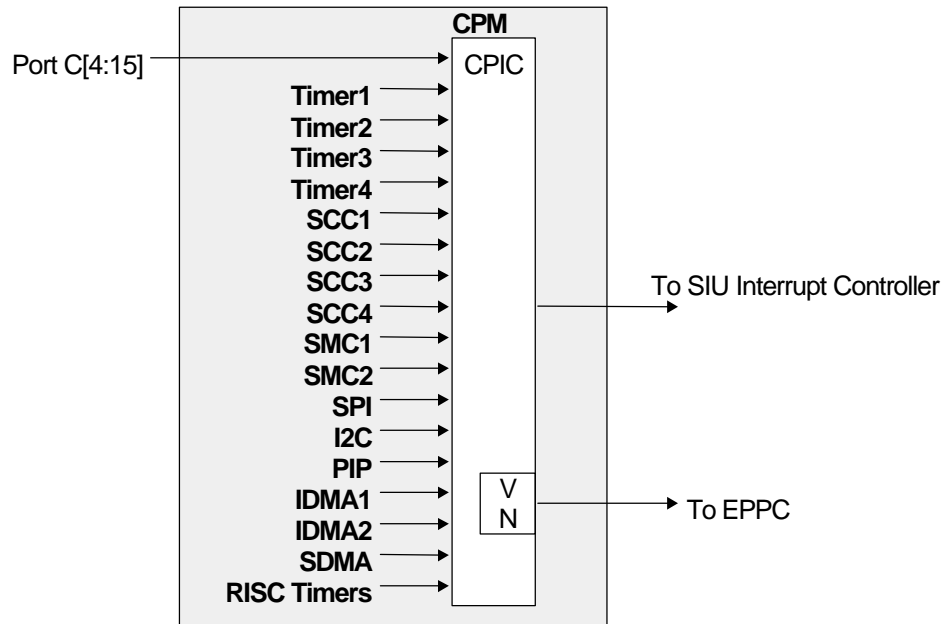 CPM
Port C[4:15]
CPIC
Timer1
Timer2
Timer3
Timer4
SCC1
SCC2
SCC3
SCC4
To SIU Interrupt Controller
SMC1
SMC2
SPI
I2C
PIP
IDMA1
IDMA2
SDMA
RISC Timers
V
N
To EPPC